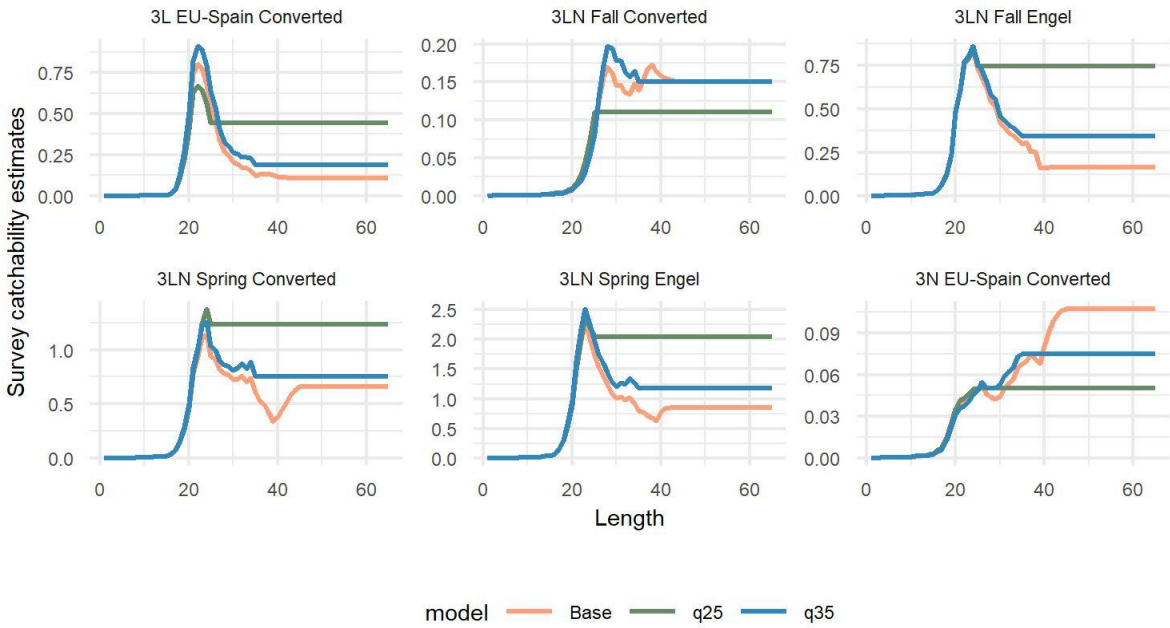 3L EU-Spain Converted
3LN Fall Converted
3LN Fall Engel
0.75
0.50
0.25
0.00
0 20 40 60
0.20
0.15
0.10
0.05
0.00
0 20 40 60
0.75
0.50
0.25
0.00
0 20 40 60
Survey catchability estimates
3LN Spring Converted
3LN Spring Engel
3N EU-Spain Converted
1.0
0.5
0.0
0 20 40 60
2.5
2.0
1.5
1.0
0.5
0.0
0 20 40 60
0.09
0.06
0.03
0.00
0 20 40 60
Length
model Base q25 q35